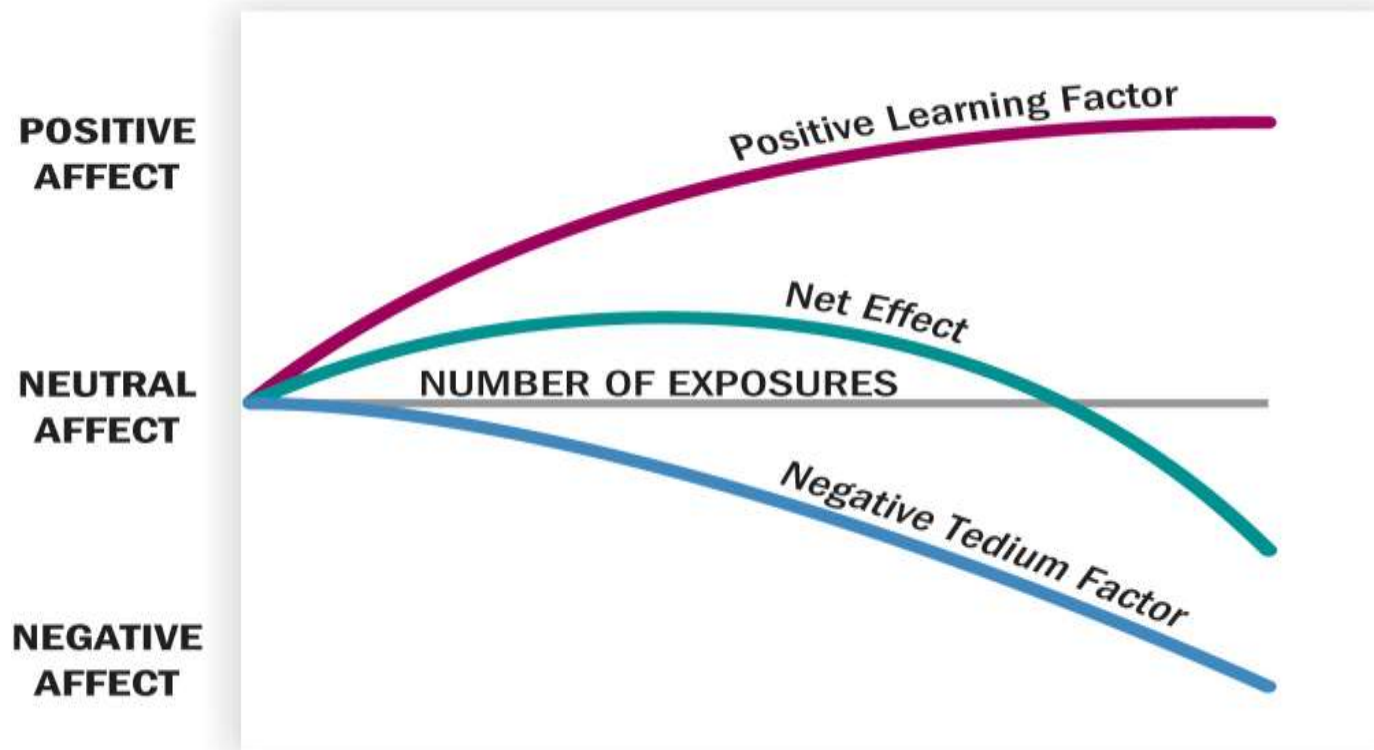 POSITIVE
AFFECT
Positive Learning Factor
Net Effect
NEUTRAL
AFFECT
NUMBER OF EXPOSURES
Negative Tedium Factor
NEGATIVE
AFFECT